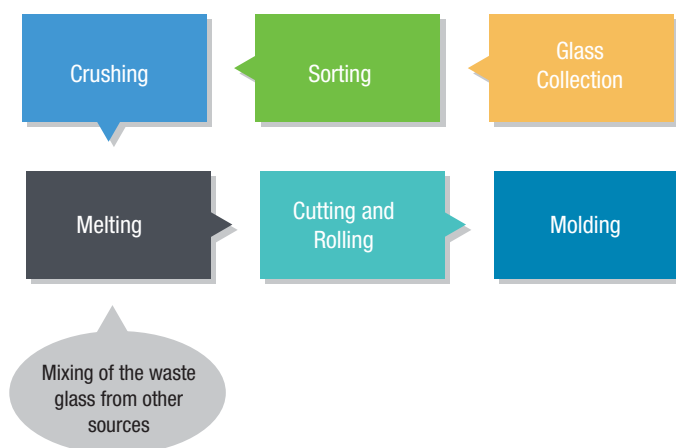 Crushing
Sorting
Glass
Collection
Melting
Cutting and
Rolling
Molding
Mixing of the waste
glass from other
sources